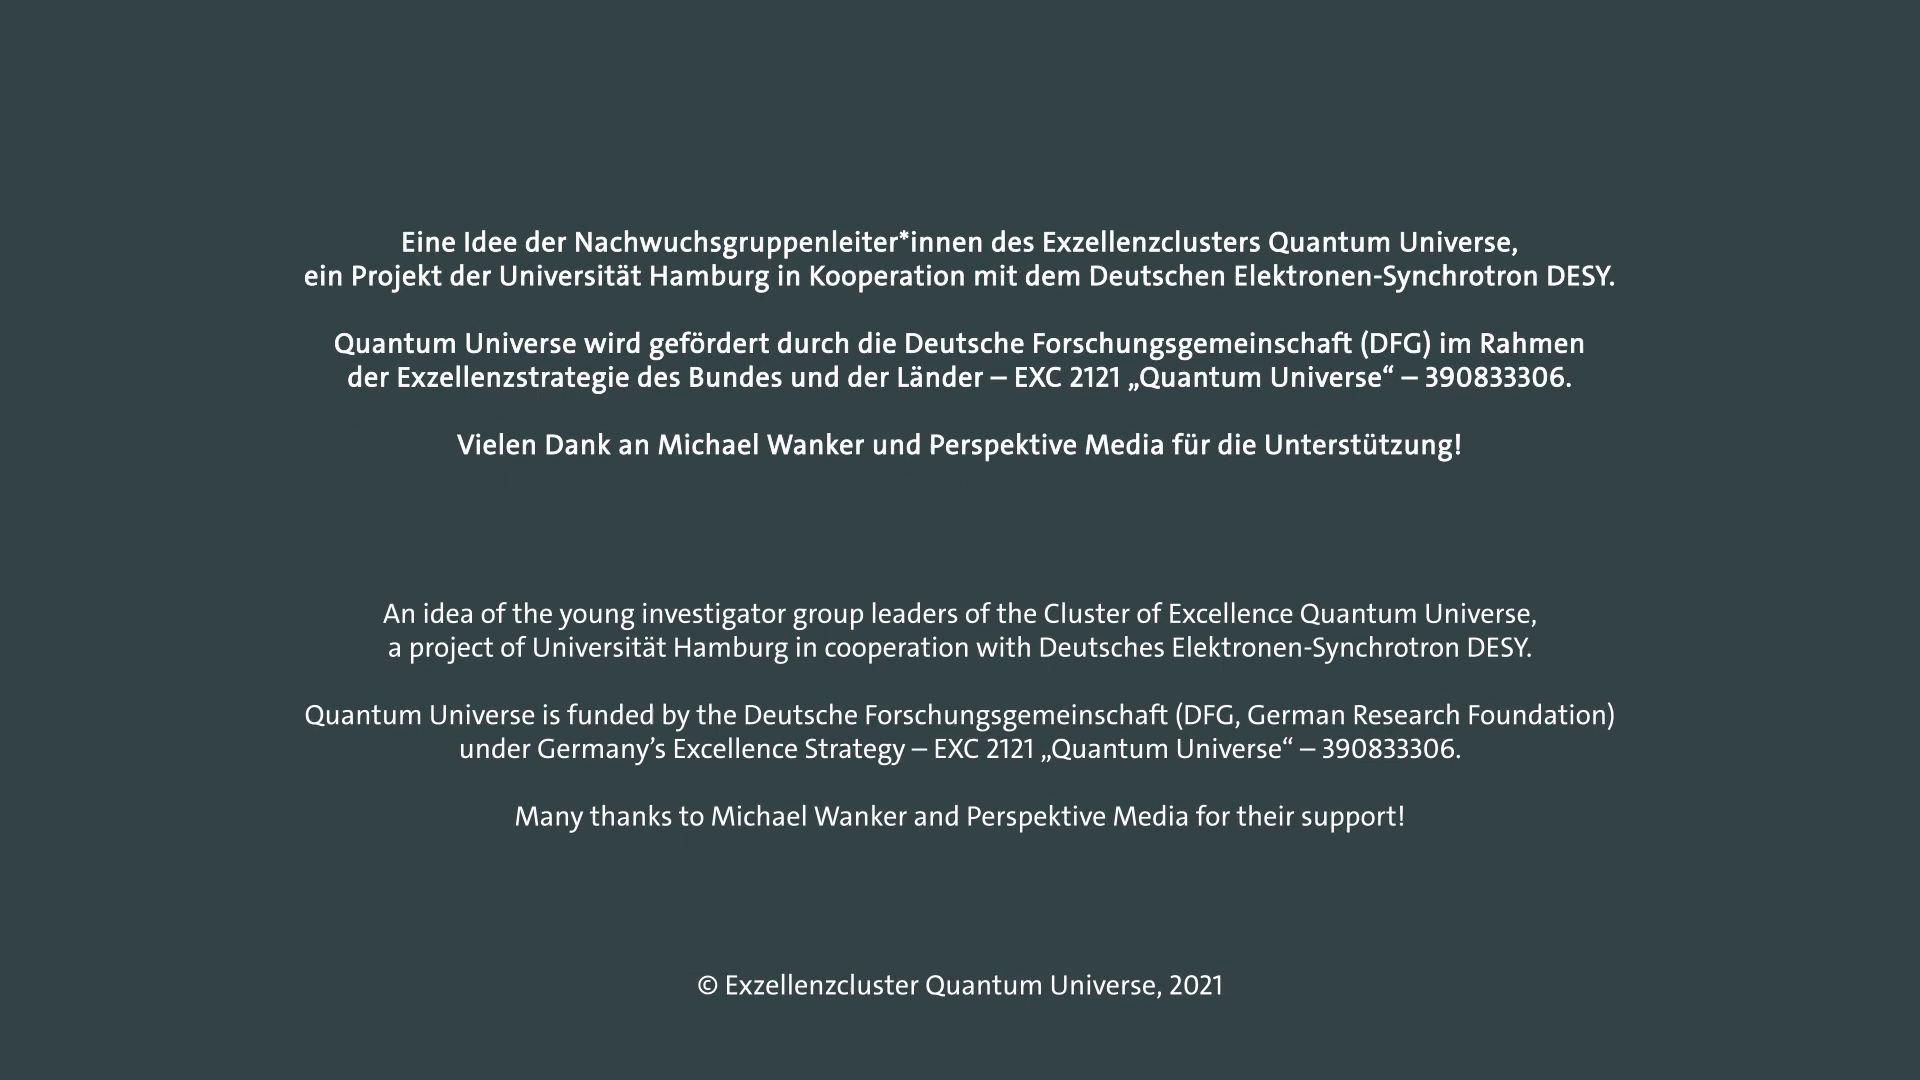 Eine Idee der Nachwuchsgruppenleiter*innen des Exzellenzclusters Quantum Universe,
ein Projekt der Universität Hamburg in Kooperation mit dem Deutschen Elektronen-Synchrotron DESY.
Quantum Universe wird gefördert durch die Deutsche Forschungsgemeinschaft (DFG) im Rahmen
der Exzellenzstrategie des Bundes und der Länder – EXC 2121 „Quantum Universe“ – 390833306.
Vielen Dank an Michael Wanker und Perspektive Media für die Unterstützung!
An idea of the young investigator group leaders of the Cluster of Excellence Quantum Universe,
a project of Universität Hamburg in cooperation with Deutsches Elektronen-Synchrotron DESY.
Quantum Universe is funded by the Deutsche Forschungsgemeinschaft (DFG, German Research Foundation)
under Germany’s Excellence Strategy – EXC 2121 „Quantum Universe“ – 390833306.
Many thanks to Michael Wanker and Perspektive Media for their support!
© Exzellenzcluster Quantum Universe, 2021